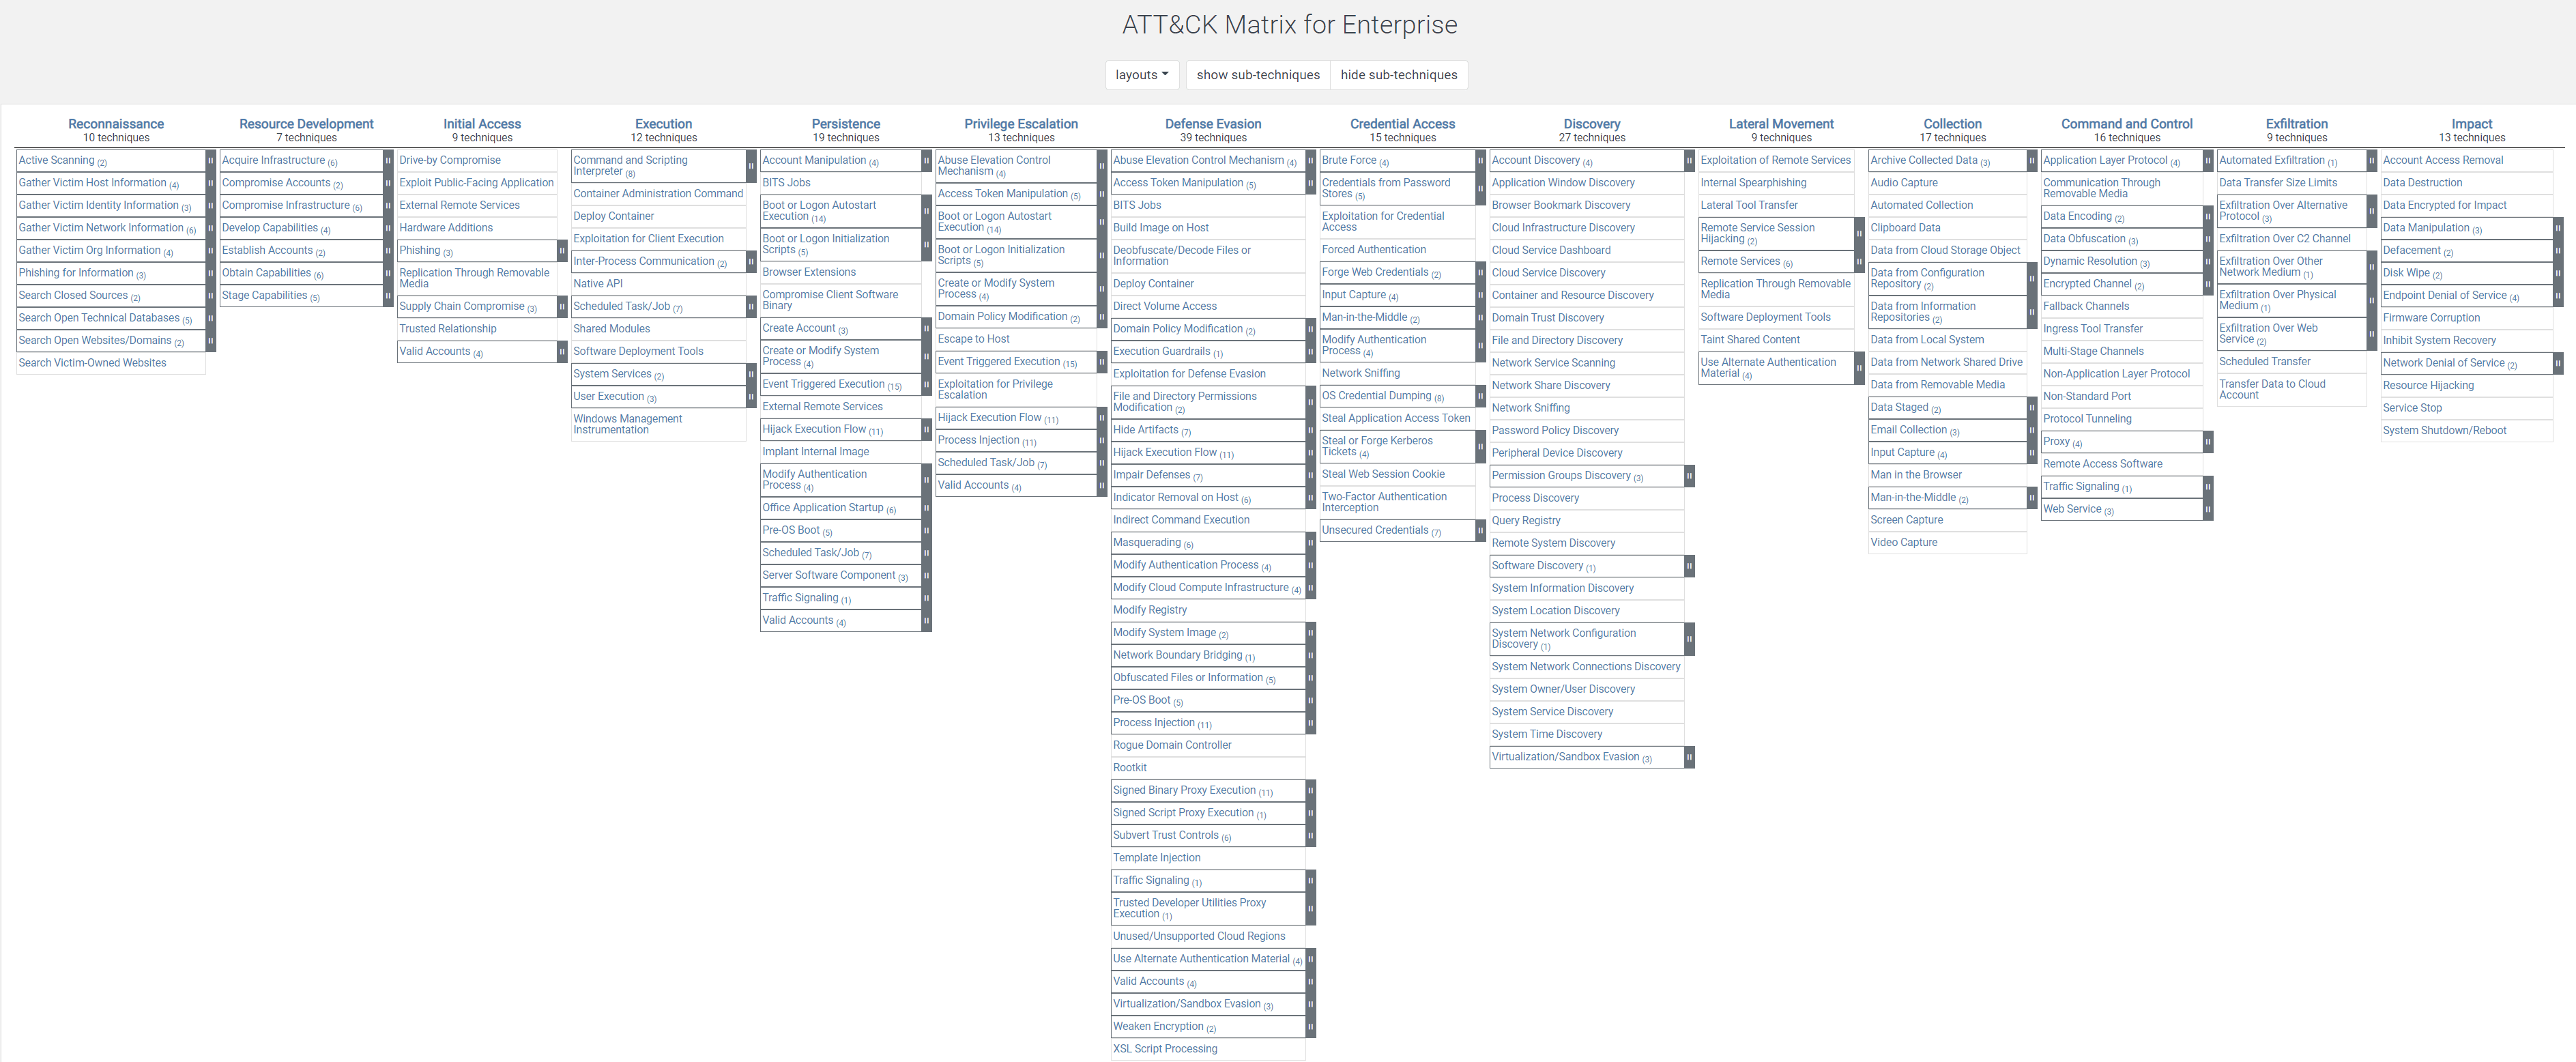 ATT&CK Matrix for Enterprise
layouts
show sub-techniques
hide sub-techniques
Reconnaissance
10 techniques
Active Scanning (2)
Gather Victim Host Information (4)
Gather Victim Identity Information (3)
Gather Victim Network Information (6)
Gather Victim Org Information (4)
Phishing for Information (3)
Search Closed Sources (2)
Search Open Technical Databases (5)
Search Open Websites/Domains (2)
Search Victim-Owned Websites
Resource Development
7 techniques
Acquire Infrastructure (6)
Compromise Accounts (2)
Compromise Infrastructure (6)
Develop Capabilities (4)
Establish Accounts (2)
Obtain Capabilities (6)
Stage Capabilities (5)
Initial Access
9 techniques
Drive-by Compromise
Exploit Public-Facing Application
External Remote Services
Hardware Additions
Phishing (3)
Replication Through Removable
Media
Supply Chain Compromise (3)
Trusted Relationship
Valid Accounts (4)
Execution
12 techniques
Command and Scripting
Interpreter (8)
Container Administration Command
Deploy Container
Exploitation for Client Execution
Inter-Process Communication (2)
Native API
Scheduled Task/Job (7)
Shared Modules
Software Deployment Tools
System Services (2)
User Execution (3)
Windows Management
Instrumentation
Persistence
19 techniques
Account Manipulation (4)
BITS Jobs
Boot or Logon Autostart
Execution (14)
Boot or Logon Initialization
Scripts (5)
Browser Extensions
Compromise Client Software
Binary
Create Account (3)
Create or Modify System
Process (4)
Event Triggered Execution (15)
External Remote Services
Hijack Execution Flow (11)
Implant Internal Image
Modify Authentication
Process (4)
Office Application Startup (6)
Pre-OS Boot (5)
Scheduled Task/Job (7)
Server Software Component (3)
Traffic Signaling (1)
Valid Accounts (4)
Privilege Escalation
13 techniques
Abuse Elevation Control
Mechanism (4)
Access Token Manipulation (5)
Boot or Logon Autostart
Execution (14)
Boot or Logon Initialization
Scripts (5)
Create or Modify System
Process (4)
Domain Policy Modification (2)
Escape to Host
Event Triggered Execution (15)
Exploitation for Privilege
Escalation
Hijack Execution Flow (11)
Process Injection (11)
Scheduled Task/Job (7)
Valid Accounts (4)
Defense Evasion
39 techniques
Abuse Elevation Control Mechanism (4)
Access Token Manipulation (5)
BITS Jobs
Build Image on Host
Deobfuscate/Decode Files or
Information
Deploy Container
Direct Volume Access
Domain Policy Modification (2)
Execution Guardrails (1)
Exploitation for Defense Evasion
File and Directory Permissions
Modification (2)
Hide Artifacts (7)
Hijack Execution Flow (11)
Impair Defenses (7)
Indicator Removal on Host (6)
Indirect Command Execution
Masquerading (6)
Modify Authentication Process (4)
Modify Cloud Compute Infrastructure (4)
Modify Registry
Modify System Image (2)
Network Boundary Bridging (1)
Obfuscated Files or Information (5)
Pre-OS Boot (5)
Process Injection (11)
Rogue Domain Controller
Rootkit
Signed Binary Proxy Execution (11)
Signed Script Proxy Execution (1)
Subvert Trust Controls (6)
Template Injection
Traffic Signaling (1)
Trusted Developer Utilities Proxy
Execution (1)
Unused/Unsupported Cloud Regions
Use Alternate Authentication Material (4)
Valid Accounts (4)
Virtualization/Sandbox Evasion (3)
Weaken Encryption (2)
XSL Script Processing
Credential Access
15 techniques
Brute Force (4)
Credentials from Password
Stores (5)
Exploitation for Credential
Access
Forced Authentication
Forge Web Credentials (2)
Input Capture (4)
Man-in-the-Middle (2)
Modify Authentication
Process (4)
Network Sniffing
OS Credential Dumping (8)
Steal Application Access Token
Steal or Forge Kerberos
Tickets (4)
Steal Web Session Cookie
Two-Factor Authentication
Interception
Unsecured Credentials (7)
Discovery
27 techniques
Account Discovery (4)
Application Window Discovery
Browser Bookmark Discovery
Cloud Infrastructure Discovery
Cloud Service Dashboard
Cloud Service Discovery
Container and Resource Discovery
Domain Trust Discovery
File and Directory Discovery
Network Service Scanning
Network Share Discovery
Network Sniffing
Password Policy Discovery
Peripheral Device Discovery
Permission Groups Discovery (3)
Process Discovery
Query Registry
Remote System Discovery
Software Discovery (1)
System Information Discovery
System Location Discovery
System Network Configuration
Discovery (1)
System Network Connections Discovery
System Owner/User Discovery
System Service Discovery
System Time Discovery
Virtualization/Sandbox Evasion (3)
Lateral Movement
9 techniques
Exploitation of Remote Services
Internal Spearphishing
Lateral Tool Transfer
Remote Service Session
Hijacking (2)
Remote Services (6)
Replication Through Removable
Media
Software Deployment Tools
Taint Shared Content
Use Alternate Authentication
Material (4)
Collection
17 techniques
Archive Collected Data (3)
Audio Capture
Automated Collection
Clipboard Data
Data from Cloud Storage Object
Data from Configuration
Repository (2)
Data from Information
Repositories (2)
Data from Local System
Data from Network Shared Drive
Data from Removable Media
Data Staged (2)
Email Collection (3)
Input Capture (4)
Man in the Browser
Man-in-the-Middle (2)
Screen Capture
Video Capture
Command and Control
16 techniques
Application Layer Protocol (4)
Communication Through
Removable Media
Data Encoding (2)
Data Obfuscation (3)
Dynamic Resolution (3)
Encrypted Channel (2)
Fallback Channels
Ingress Tool Transfer
Multi-Stage Channels
Non-Application Layer Protocol
Non-Standard Port
Protocol Tunneling
Proxy (4)
Remote Access Software
Traffic Signaling (1)
Web Service (3)
Exfiltration
9 techniques
Automated Exfiltration (1)
Data Transfer Size Limits
Exfiltration Over Alternative
Protocol (3)
Exfiltration Over C2 Channel
Exfiltration Over Other
Network Medium (1)
Exfiltration Over Physical
Medium (1)
Exfiltration Over Web
Service (2)
Scheduled Transfer
Transfer Data to Cloud
Account
Impact
13 techniques
Account Access Removal
Data Destruction
Data Encrypted for Impact
Data Manipulation (3)
Defacement (2)
Disk Wipe (2)
Endpoint Denial of Service (4)
Firmware Corruption
Inhibit System Recovery
Network Denial of Service (2)
Resource Hijacking
Service Stop
System Shutdown/Reboot